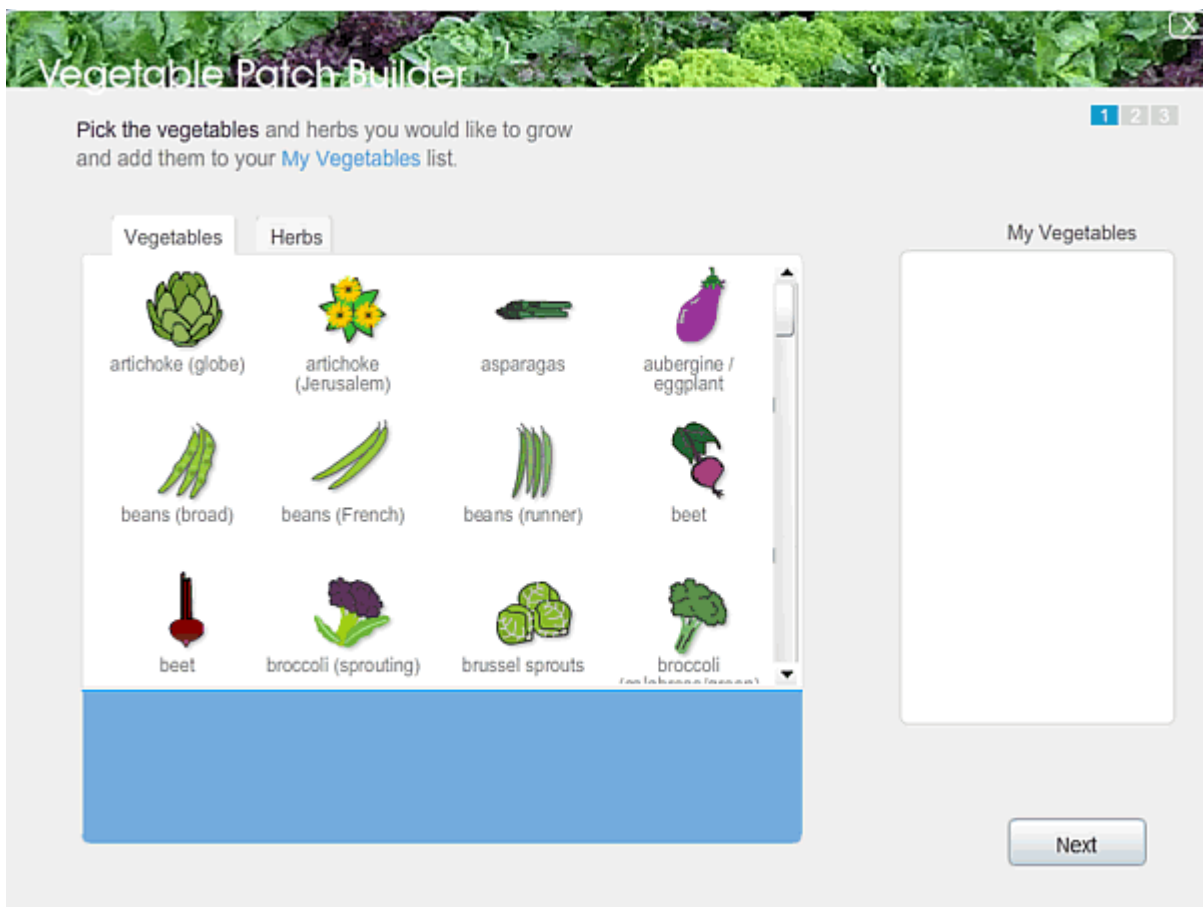 X
Vegetable Patch Builder
1 2 3
Pick the vegetables and herbs you would like to grow
and add them to your My Vegetables list.
Vegetables Herbs
My Vegetables
artichoke (globe)
artichoke
(Jerusalem)
asparagas
aubergine /
eggplant
beans (broad)
beans (French)
beans (runner)
beet
beet
broccoli (sprouting)
brussel sprouts
broccoli
Next